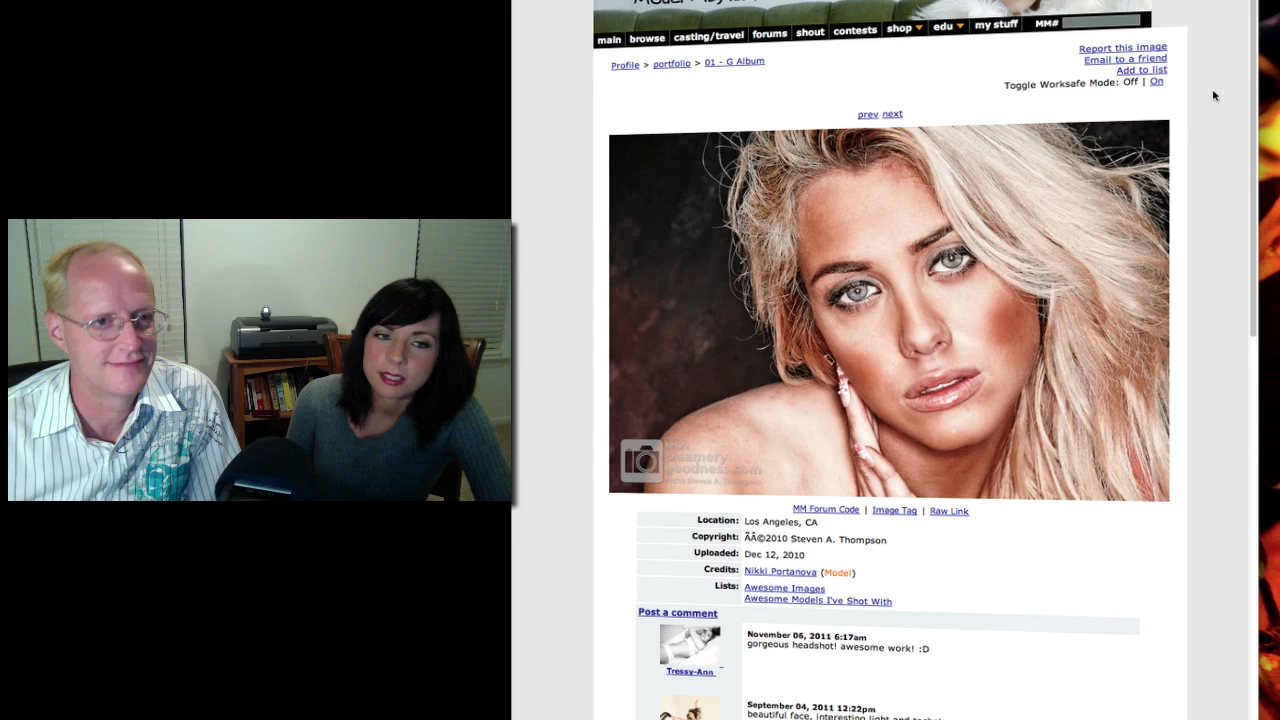 main browse casting/travel forums shout contests shop edu my stuff MM#
Profile > portfolio > 01 - G Album
Report this image
Email to a friend
Add to list
Toggle Worksafe Mode: Off | On
prev next
goodness.com
MM Forum Code | Image Tag | Raw Link
Location: Los Angeles, CA
Copyright: Ã©2010 Steven A. Thompson
Uploaded: Dec 12, 2010
Credits: Nikki Portanova (Model)
Lists: Awesome Images
Awesome Models I've Shot With
Post a comment
November 06, 2011 6:17am
gorgeous headshot! awesome work! :D
Tressy-Ann
September 04, 2011 12:22pm
beautiful face, interesting light and